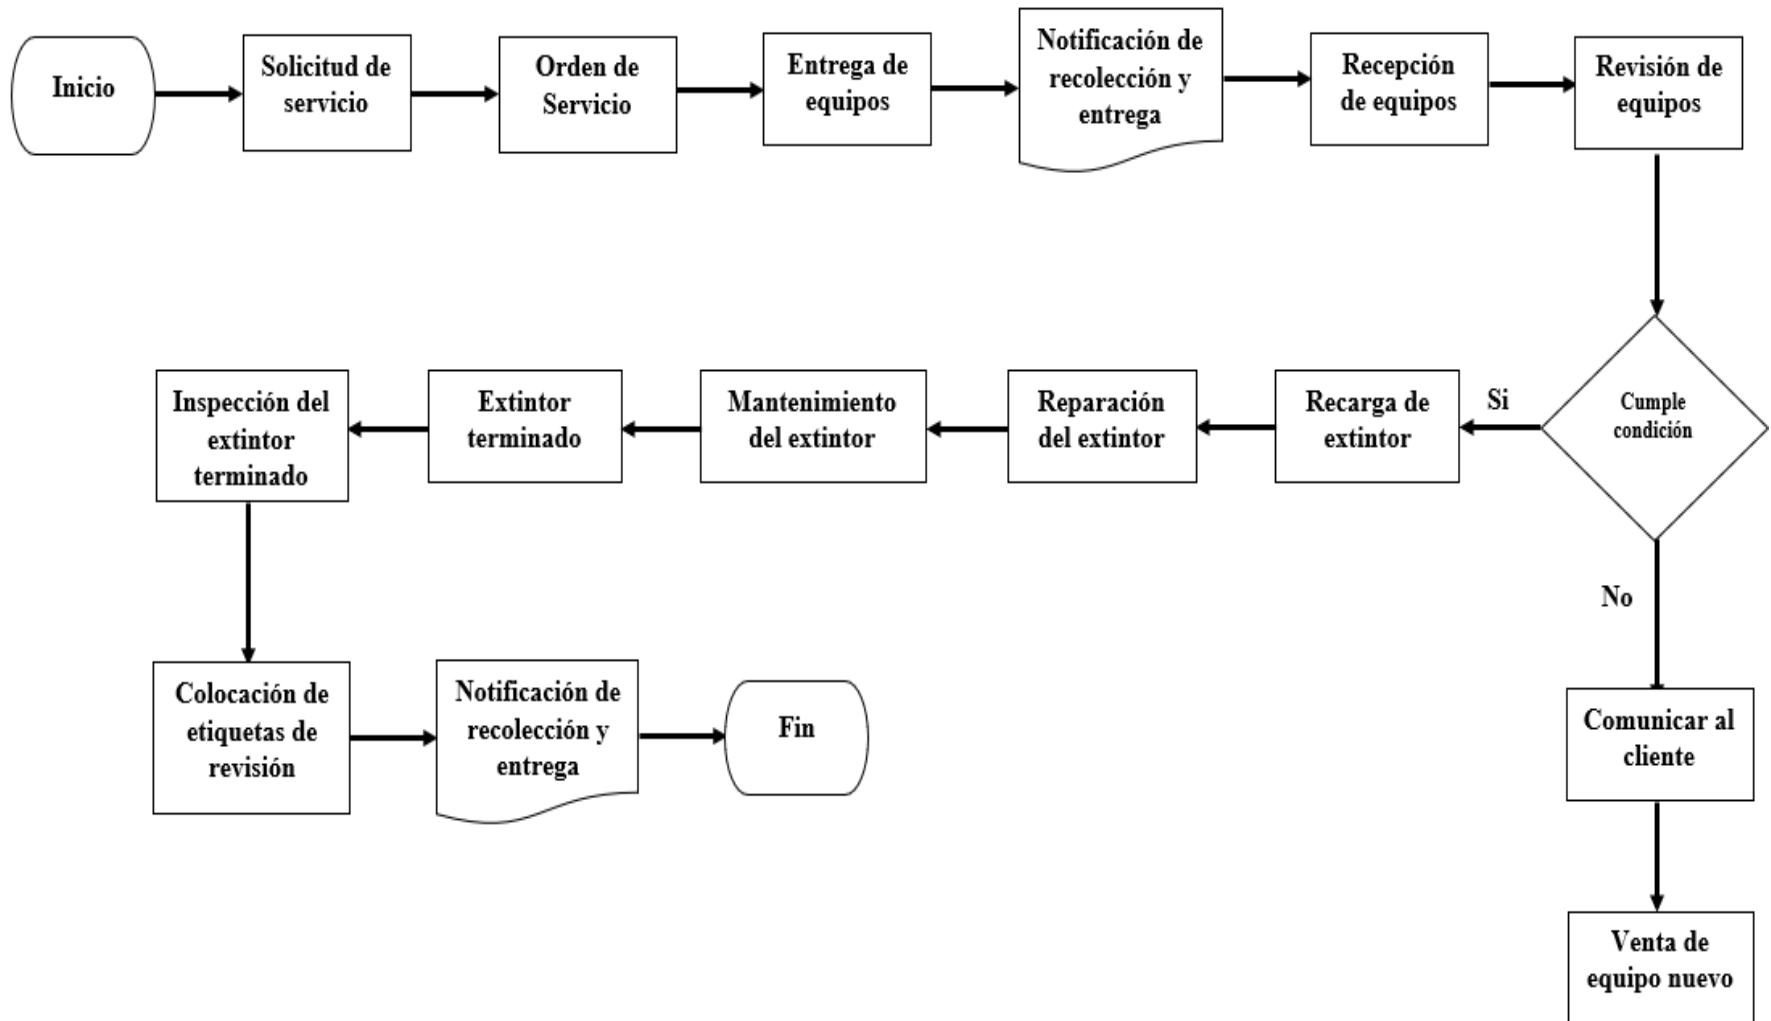 Inicio
Solicitud de
servicio
Orden de
Servicio
Entrega de
equipos
Notificación de
recolección y
entrega
Recepción
de equipos
Revisión de
equipos
Cumple
condición
Si
Recarga de
extintor
Reparación
del extintor
Mantenimiento
del extintor
Extintor
terminado
Inspección del
extintor
terminado
Colocación de
etiquetas de
revisión
Notificación de
recolección y
entrega
Fin
No
Comunicar al
cliente
Venta de
equipo nuevo